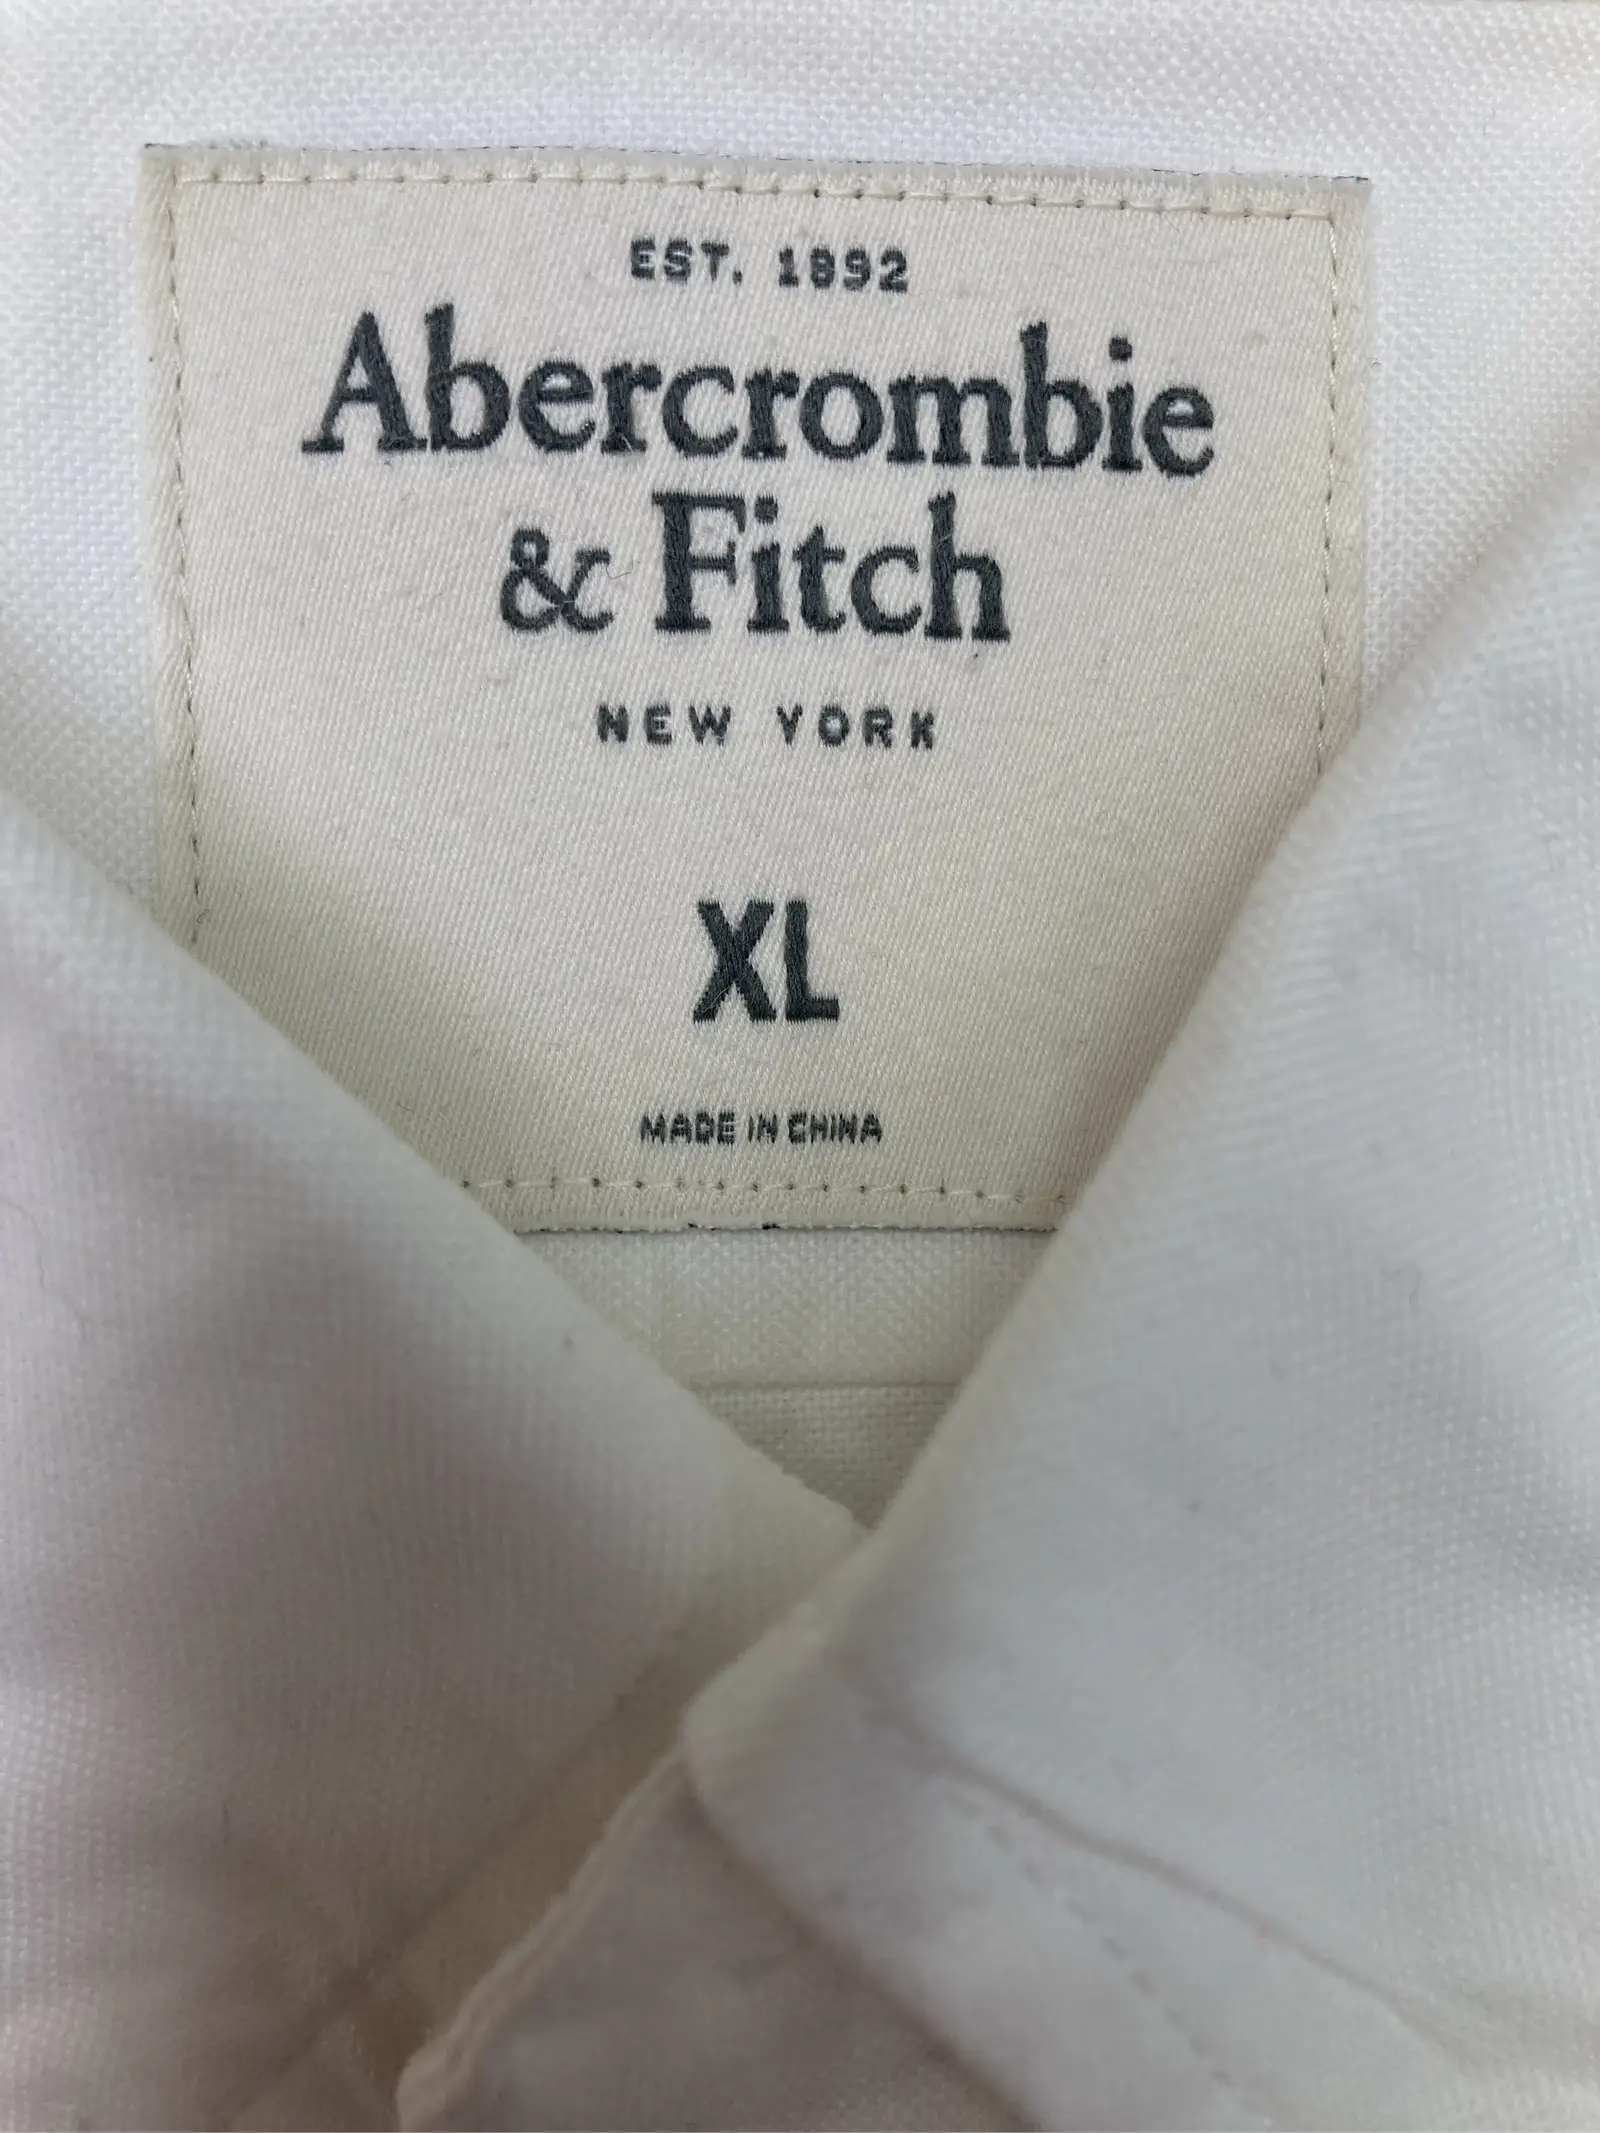 EST. 1892
Abercrombie
& Fitch
NEW YORK
XL
MADE IN CHINA